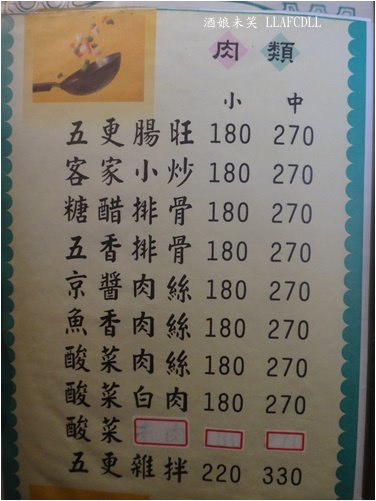 酒娘未笑 LLAFCDLL
肉類
小 中
五更腸旺 180 270
客家小炒 180 270
糖醋排骨 180 270
五香排骨 180 270
京醬肉絲 180 270
魚香肉絲 180 270
酸菜肉絲 180 270
酸菜白肉 180 270
酸菜
五更雜拌 220 330